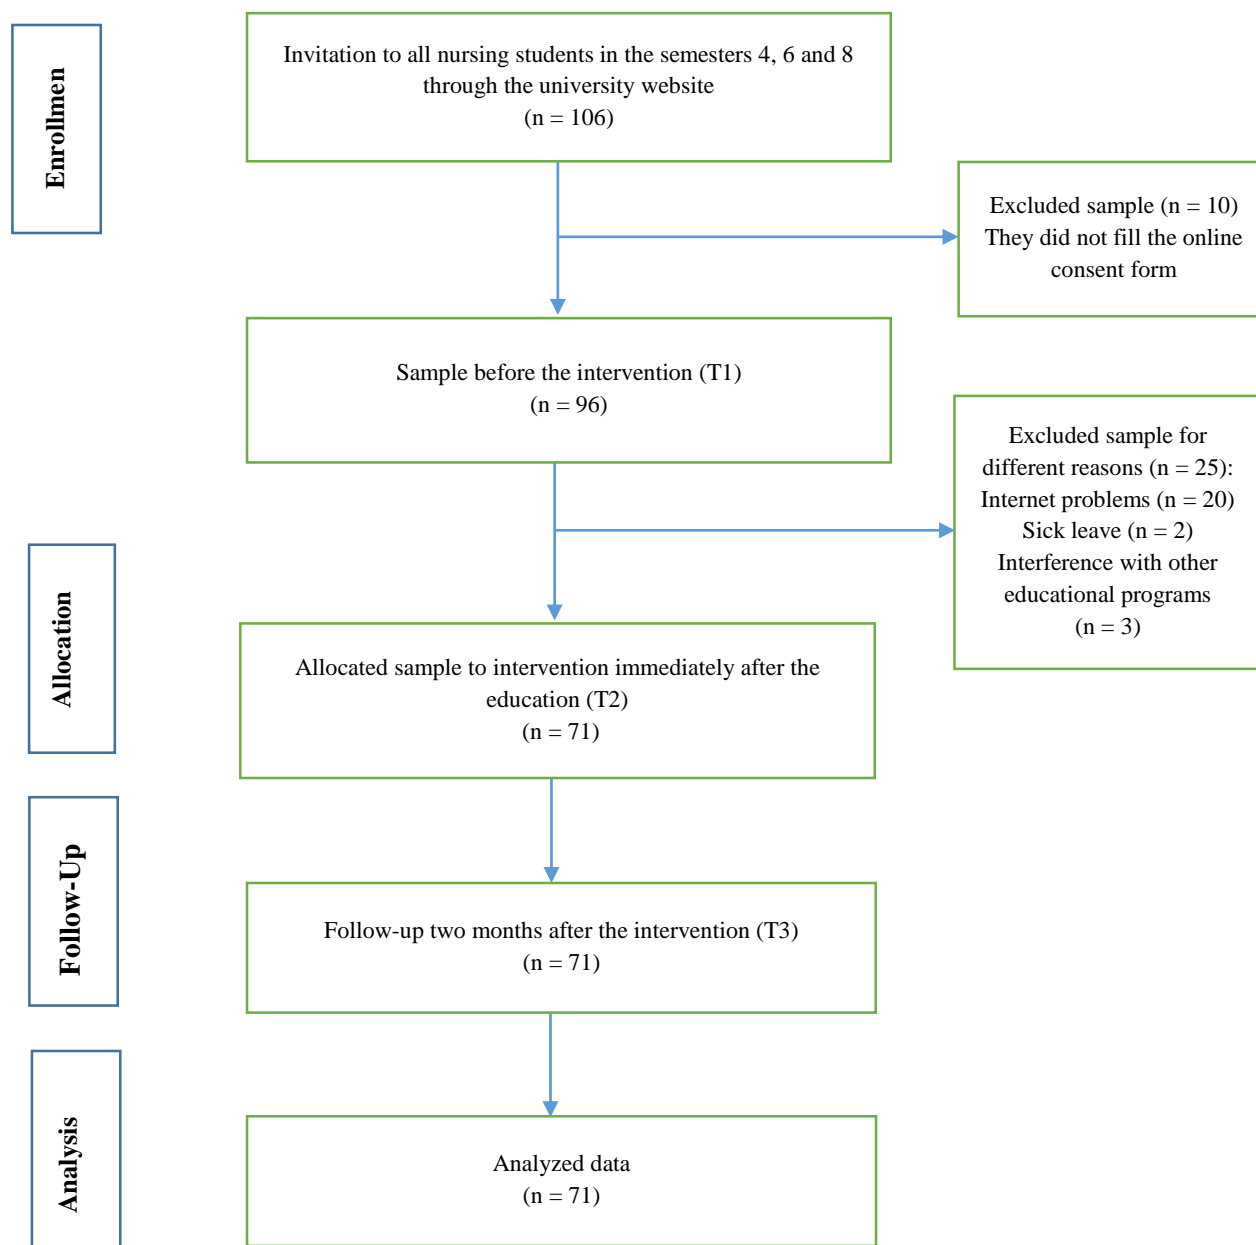 Enrollmen
Invitation to all nursing students in the semesters 4, 6 and 8
through the university website
(n = 106)
Excluded sample (n = 10)
They did not fill the online
consent form
Sample before the intervention (T1)
(n = 96)
Excluded sample for
different reasons (n = 25):
Internet problems (n = 20)
Sick leave (n = 2)
Interference with other
educational programs
(n = 3)
Allocation
Allocated sample to intervention immediately after the
education (T2)
(n = 71)
Follow-Up
Follow-up two months after the intervention (T3)
(n = 71)
Analysis
Analyzed data
(n = 71)